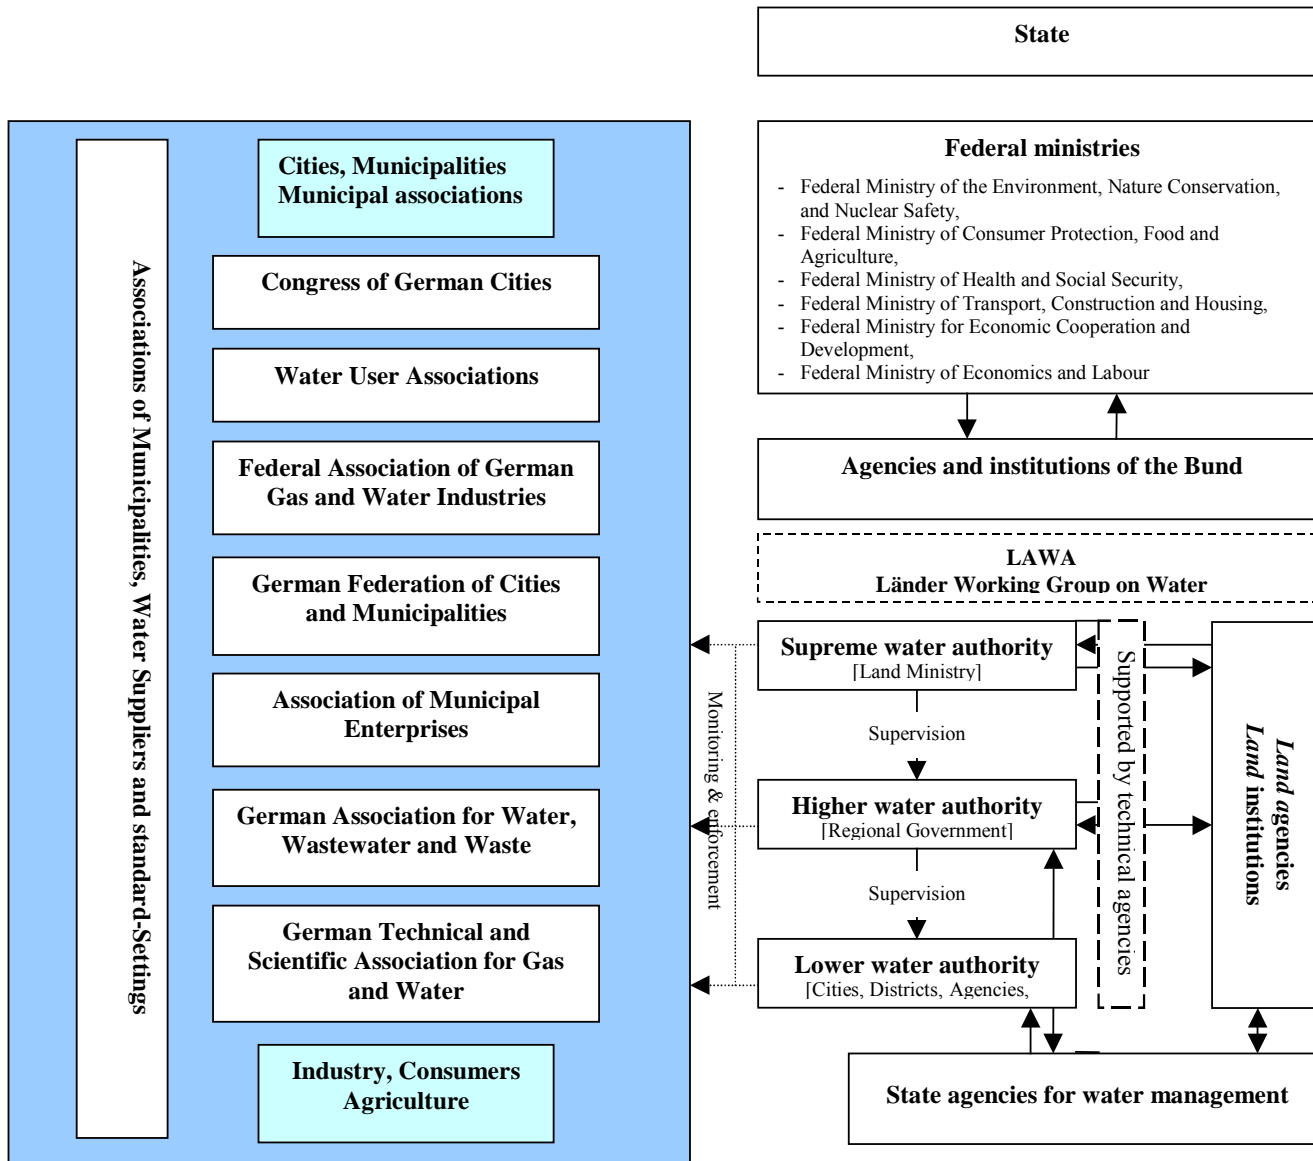 State
Associations of Municipalities, Water Suppliers and standard-Settings
Cities, Municipalities
Municipal associations
Congress of German Cities
Water User Associations
Federal Association of German
Gas and Water Industries
German Federation of Cities
and Municipalities
Association of Municipal
Enterprises
German Association for Water,
Wastewater and Waste
German Technical and
Scientific Association for Gas
and Water
Industry, Consumers
Agriculture
Federal ministries
- Federal Ministry of the Environment, Nature Conservation,
and Nuclear Safety,
- Federal Ministry of Consumer Protection, Food and
Agriculture,
- Federal Ministry of Health and Social Security,
- Federal Ministry of Transport, Construction and Housing,
- Federal Ministry for Economic Cooperation and
Development,
- Federal Ministry of Economics and Labour
Agencies and institutions of the Bund
LAWA
Länder Working Group on Water
Monitoring & enforcement
Supreme water authority
[Land Ministry]
Supervision
Higher water authority
[Regional Government]
Supervision
Lower water authority
[Cities, Districts, Agencies,
Supported by technical agencies
Land agencies
Land institutions
State agencies for water management